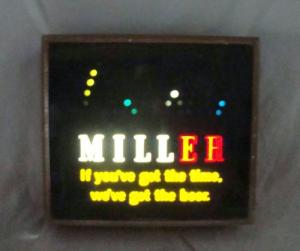 MILLER
If you've got the time,
we've got the beer.